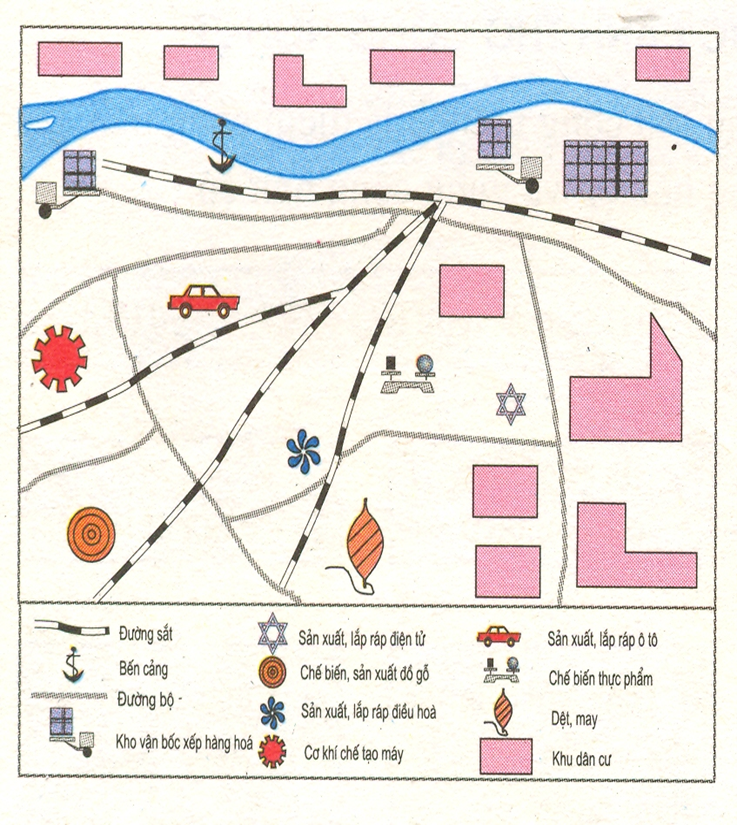 Đường sắt
Bến cảng
Đường bộ -
Kho vận bốc xếp hàng hoá
Sản xuất, lắp ráp điện tử
Chế biến, sản xuất đồ gỗ
Sản xuất, lắp ráp điều hoà
Cơ khí chế tạo máy
Sản xuất, lắp ráp ô tô
Chế biến thực phẩm
Dệt, may
Khu dân cư